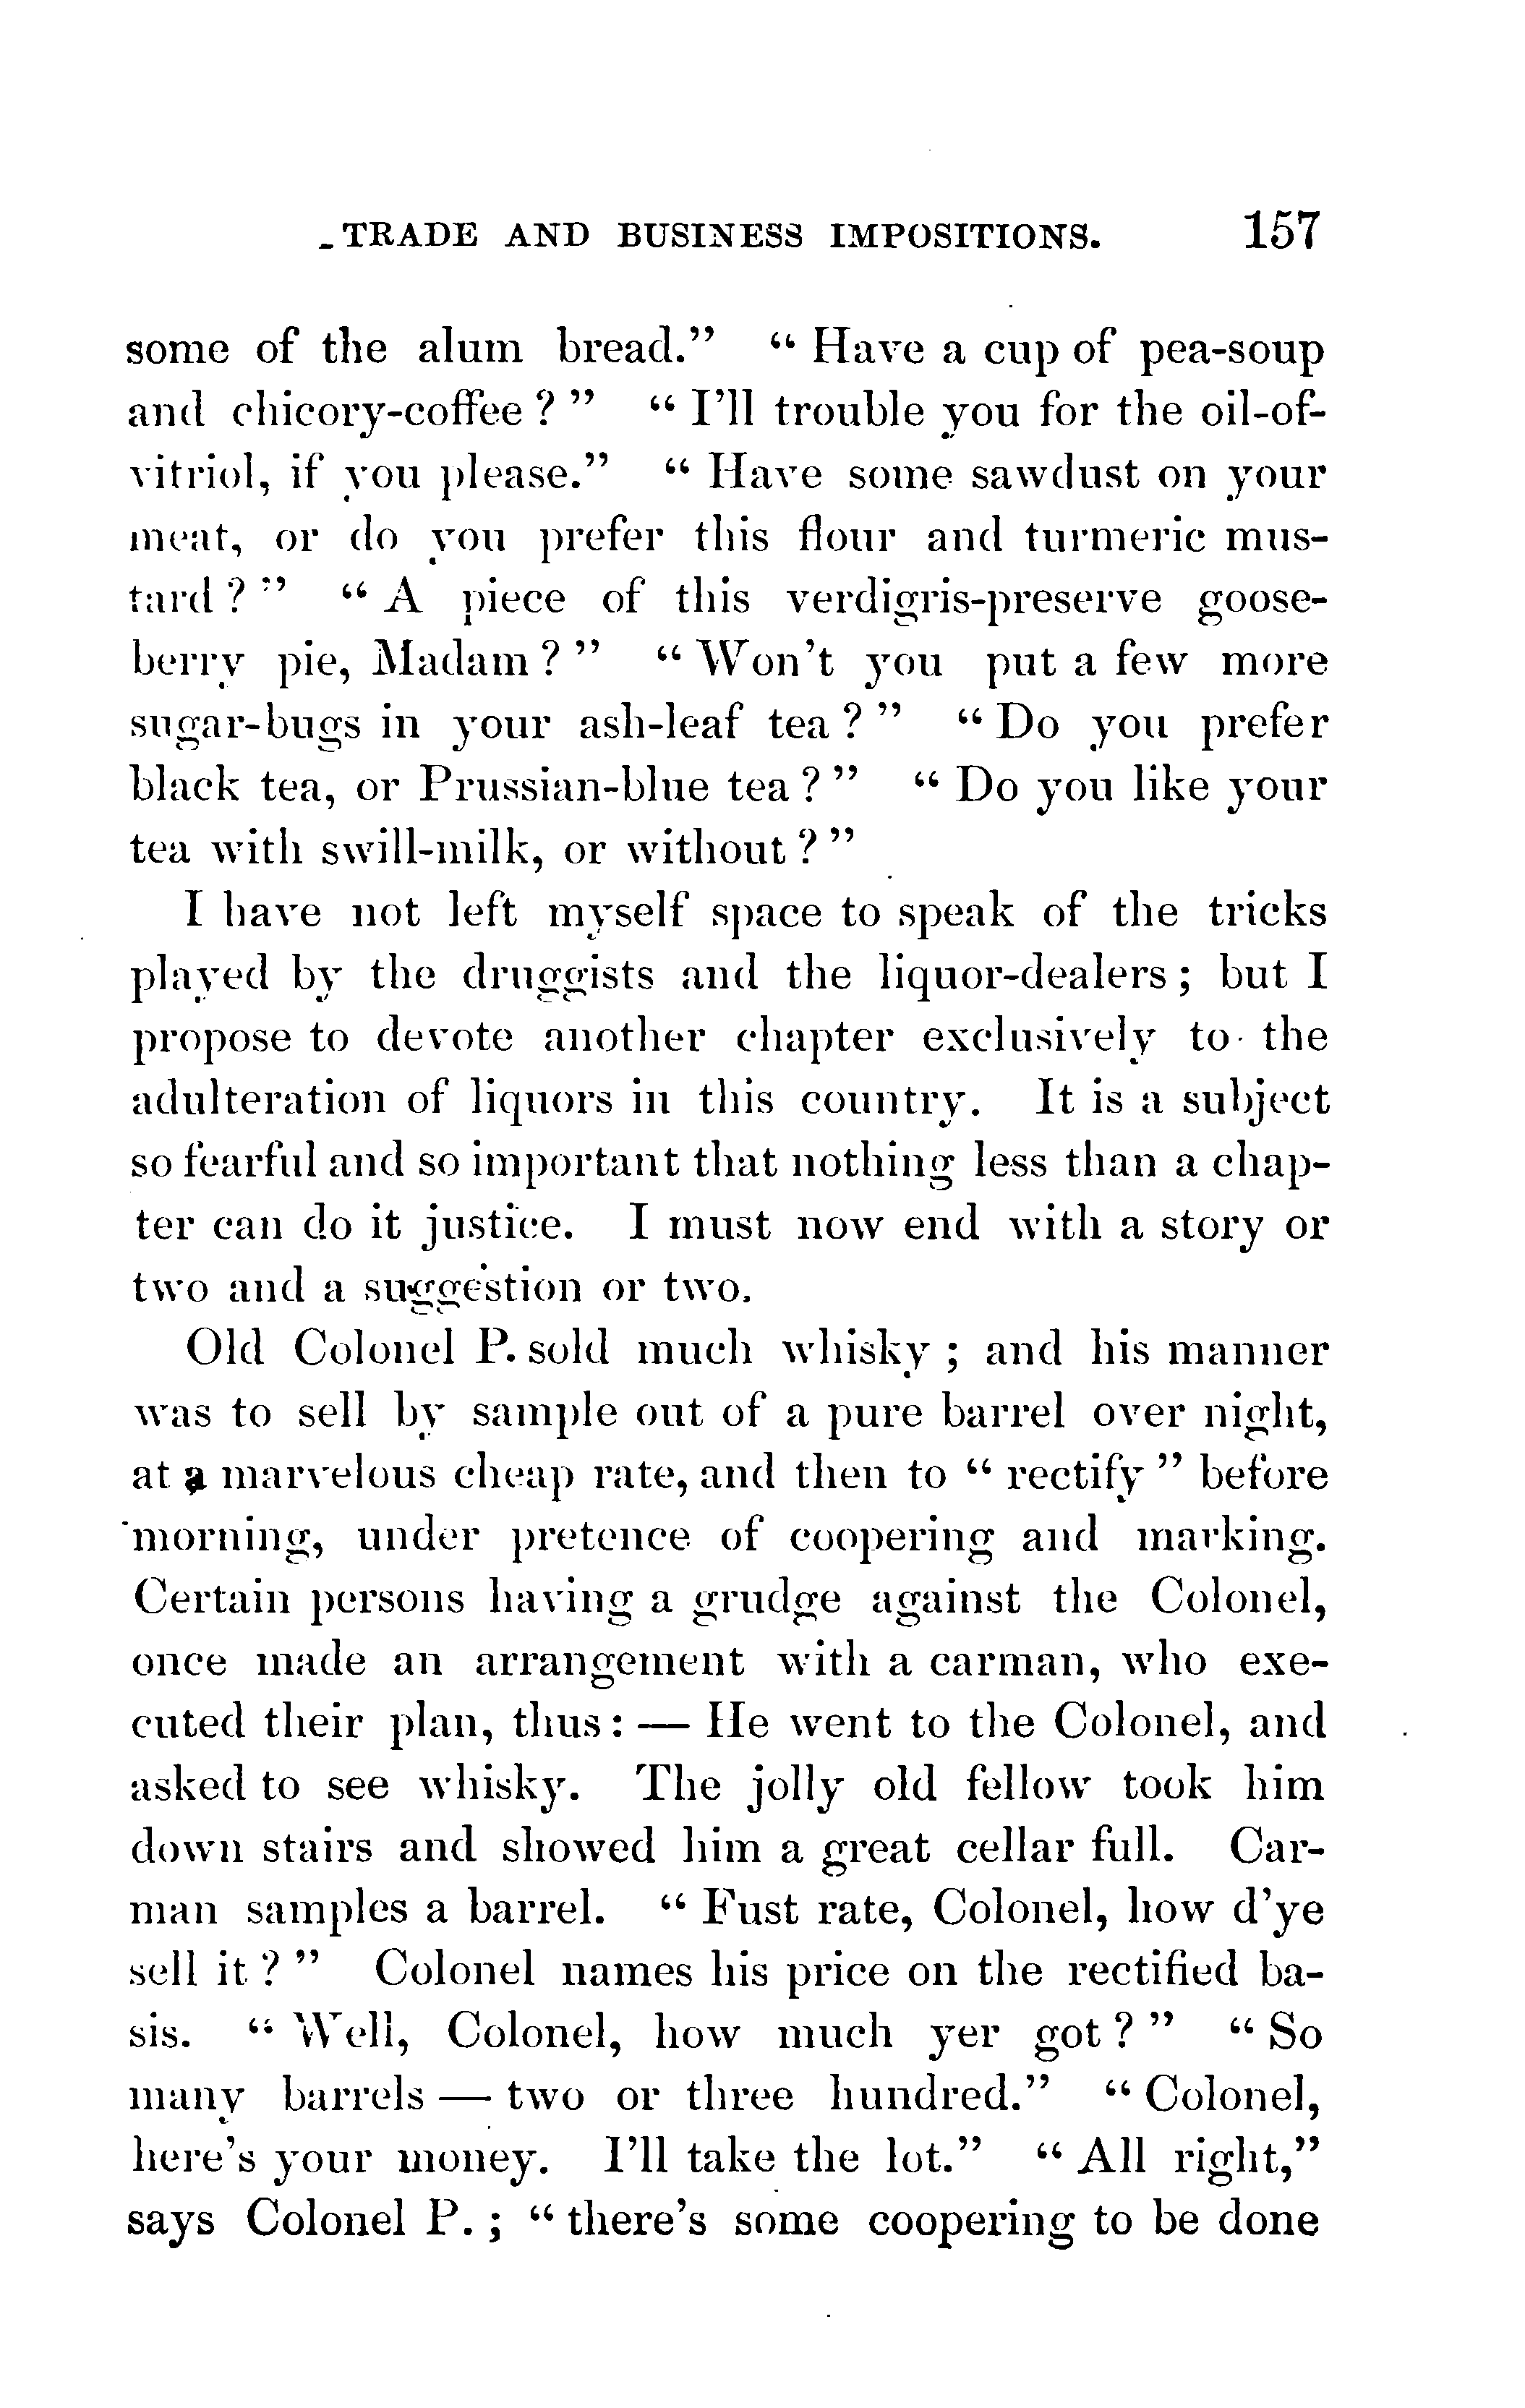 TRADE AND BUSINESS IMPOSITIONS. 157
some of the alum bread." "Have a cup of pea-soup
and chicory-coffee?" "I'll trouble you for the oil-of-
vitriol, if you please." "Have some sawdust on your
meat, or do you prefer this flour and turmeric mus-
tard?" "A piece of this verdigris-preserve goose-
berry pie, Madam?" "Won't you put a few more
sugar-bugs in your ash-leaf tea?" "Do you prefer
black tea, or Prussian-blue tea?" "Do you like your
tea with swill-milk, or without?"
I have not left myself space to speak of the tricks
played by the druggists and the liquor-dealers; but I
propose to devote another chapter exclusively to the
adulteration of liquors in this country. It is a subject
so fearful and so important that nothing less than a chap-
ter can do it justice. I must now end with a story or
two and a suggestion or two.
Old Colonel P. sold much whisky; and his manner
was to sell by sample out of a pure barrel over night,
at a marvelous cheap rate, and then to "rectify" before
morning, under pretence of coopering and marking.
Certain persons having a grudge against the Colonel,
once made an arrangement with a carman, who exe-
cuted their plan, thus:— He went to the Colonel, and
asked to see whisky. The jolly old fellow took him
down stairs and showed him a great cellar full. Car-
man samples a barrel. "Fust rate, Colonel, how d'ye
sell it?" Colonel names his price on the rectified ba-
sis. "Well, Colonel, how much yer got?" "So
many barrels — two or three hundred." "Colonel,
here's your money. I'll take the lot." "All right,"
says Colonel P.; "there's some coopering to be done